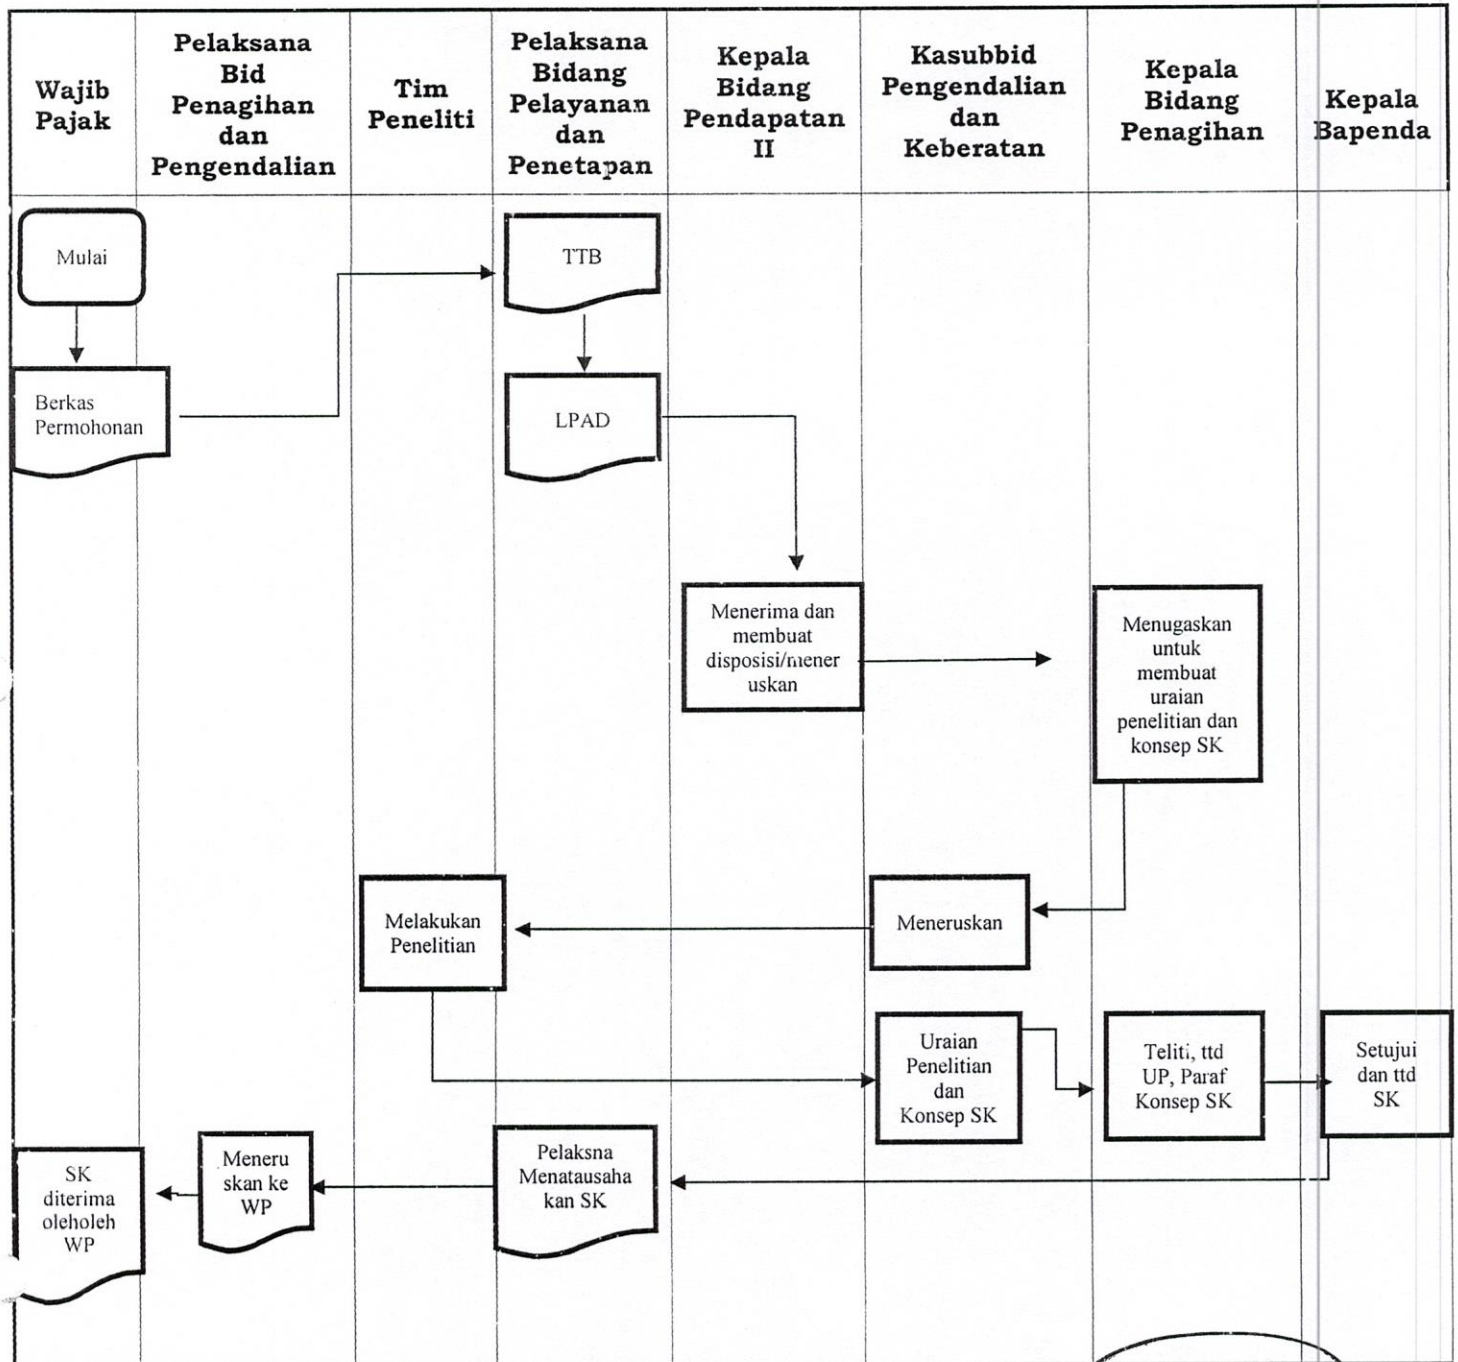 Wajib
Pajak
Pelaksana
Bid
Penagihan
dan
Pengendalian
Tim
Peneliti
Pelaksana
Bidang
Pelayanan
dan
Penetapan
Kepala
Bidang
Pendapatan
II
Kasubbid
Pengendalian
dan
Keberatan
Kepala
Bidang
Penagihan
Kepala
Bapenda
Mulai
TTB
Berkas
Permohonan
LPAD
Menerima dan
membuat
disposisi/mener
uskan
Menugaskan
untuk
membuat
uraian
penelitian dan
konsep SK
Melakukan
Penelitian
Meneruskan
Uraian
Penelitian
dan
Konsep SK
Teliti, ttd
UP, Paraf
Konsep SK
Setujui
dan ttd
SK
SK
diterima
oleholeh
WP
Meneru
skan ke
WP
Pelaksna
Menatausaha
kan SK